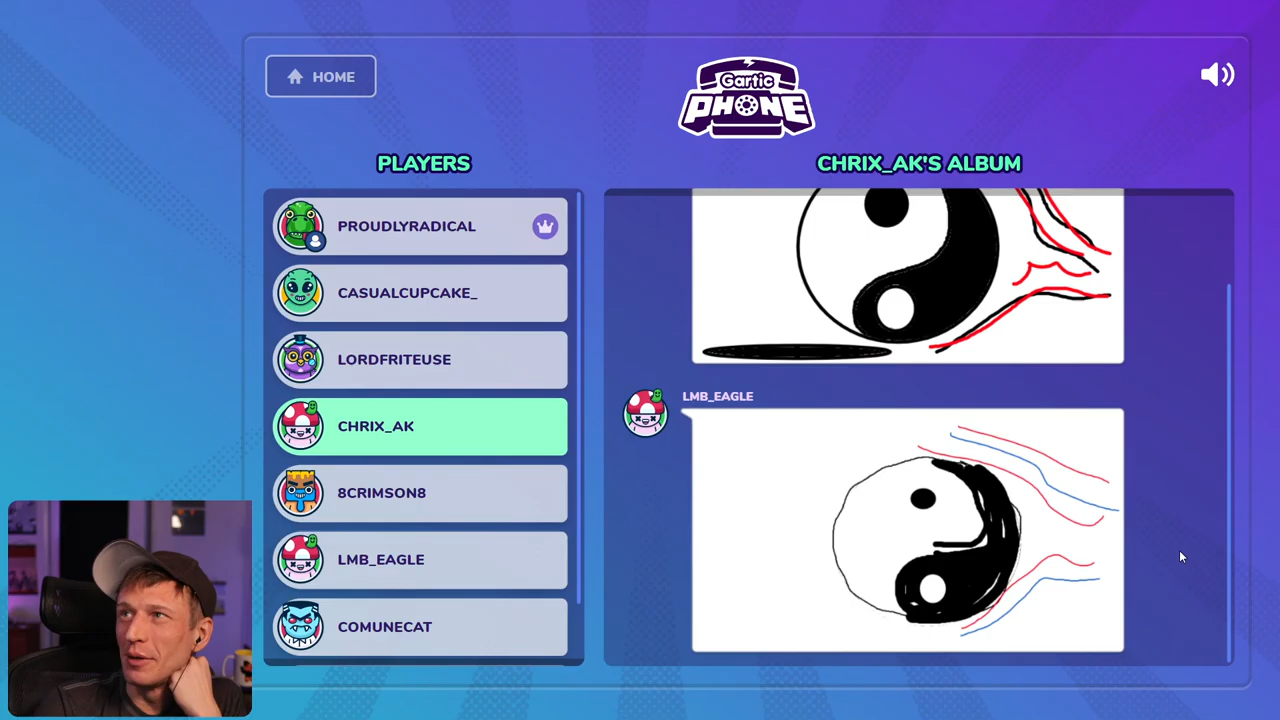 HOME
Gartic
PHONE
PLAYERS
CHRIX_AK'S ALBUM
PROUDLYRADICAL
CASUALCUPCAKE_
LORDFRITEUSE
CHRIX_AK
8CRIMSON8
LMB_EAGLE
COMUNECAT
LMB_EAGLE